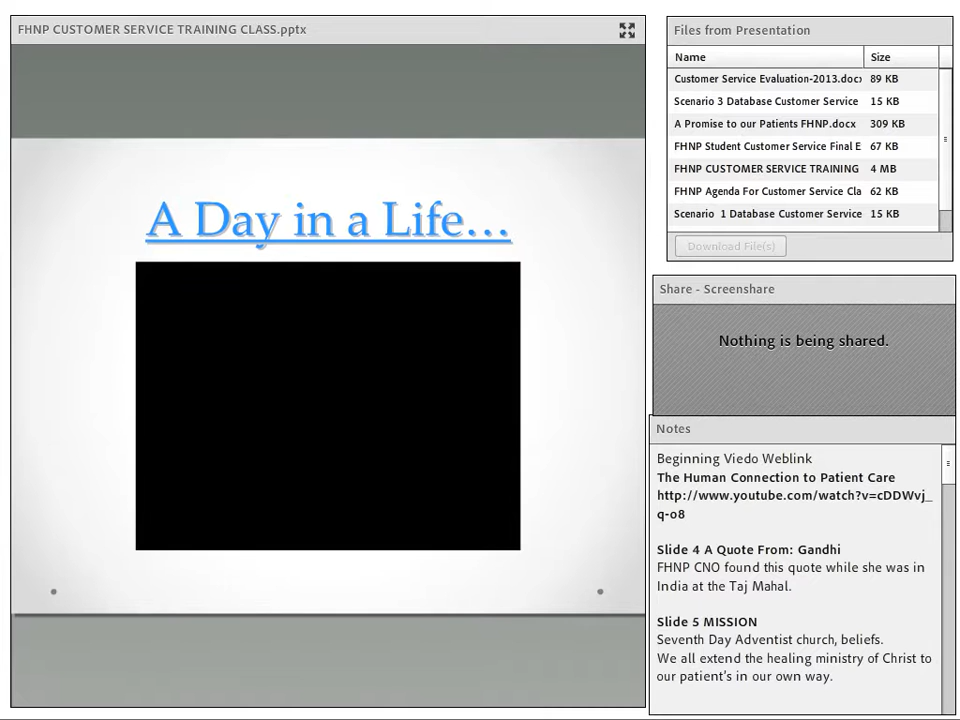 FHNP CUSTOMER SERVICE TRAINING CLASS.pptx
A Day in a Life...
Files from Presentation
Name Size
Customer Service Evaluation-2013.docx 89 KB
Scenario 3 Database Customer Service 15 KB
A Promise to our Patients FHNP.docx 309 KB
FHNP Student Customer Service Final E 67 KB
FHNP CUSTOMER SERVICE TRAINING 4 MB
FHNP Agenda For Customer Service Cla 62 KB
Scenario 1 Database Customer Service 15 KB
Download File(s)
Share - Screenshare
Nothing is being shared.
Notes
Beginning Viedo Weblink
The Human Connection to Patient Care
http://www.youtube.com/watch?v=cDDWvj_
q-o8
Slide 4 A Quote From: Gandhi
FHNP CNO found this quote while she was in
India at the Taj Mahal.
Slide 5 MISSION
Seventh Day Adventist church, beliefs.
We all extend the healing ministry of Christ to
our patient's in our own way.